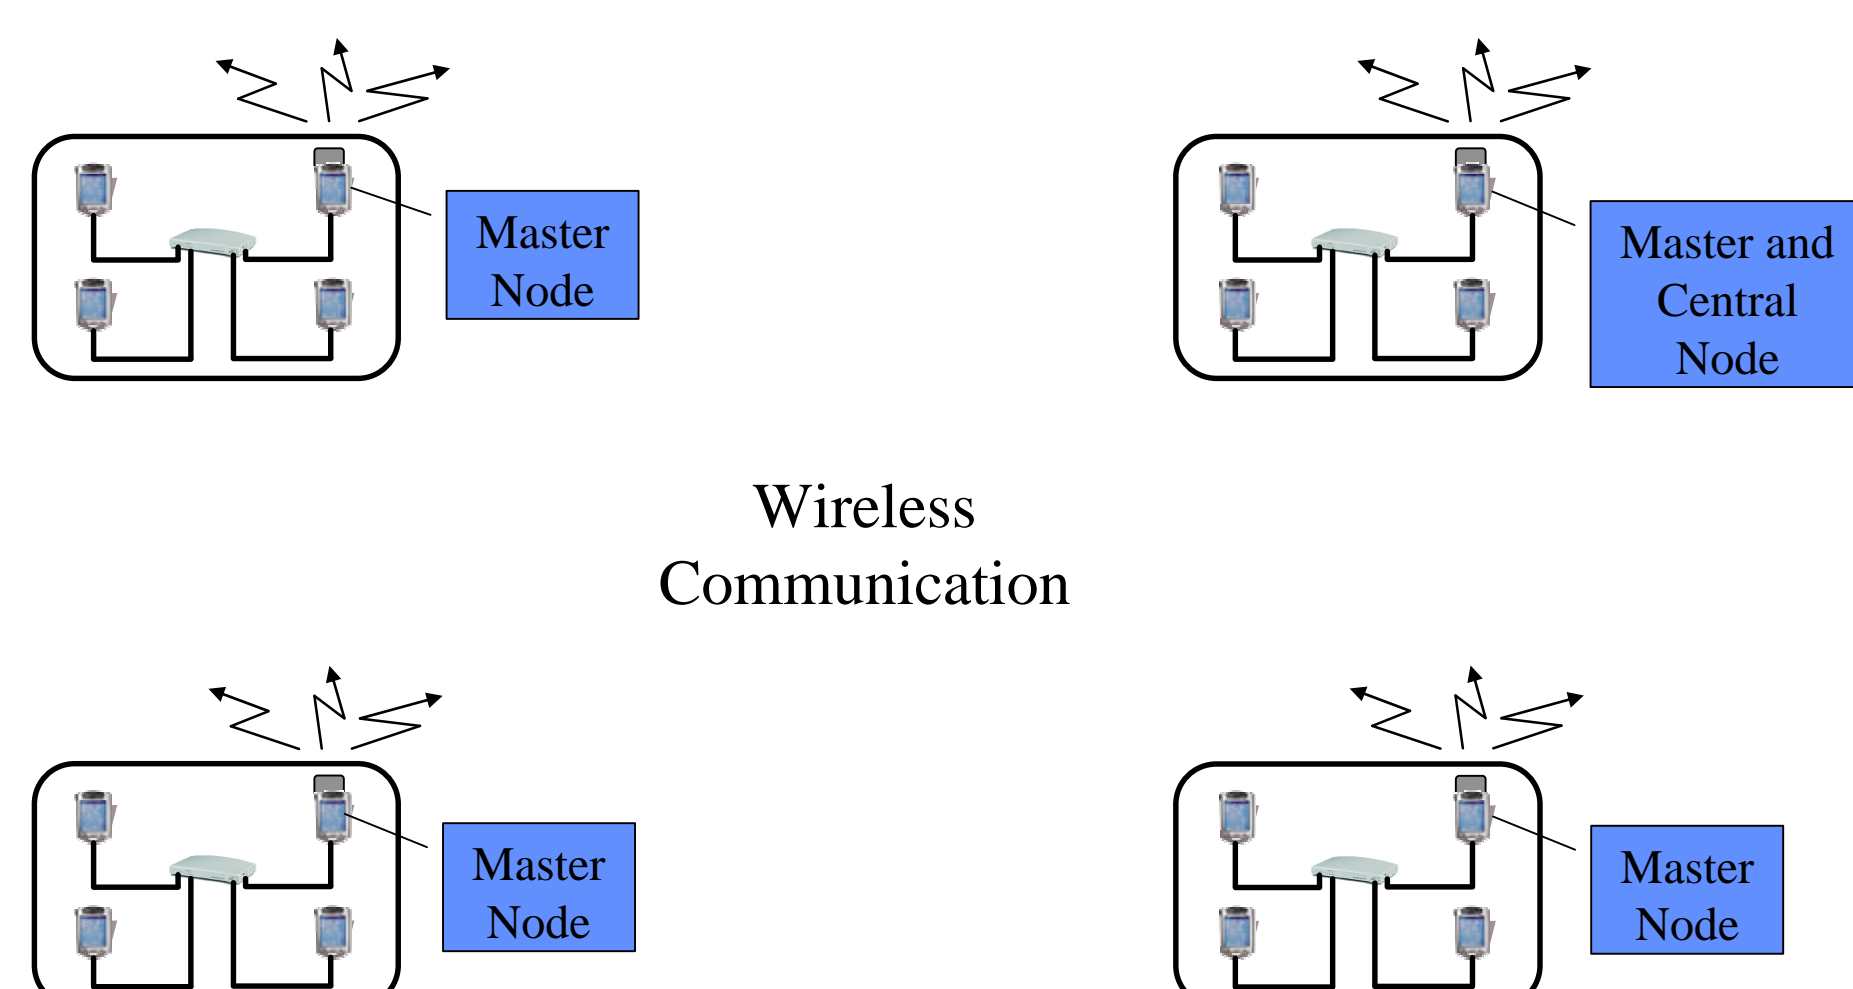 Master
Node
Master and
Central
Node
Wireless
Communication
Master
Node
Master
Node